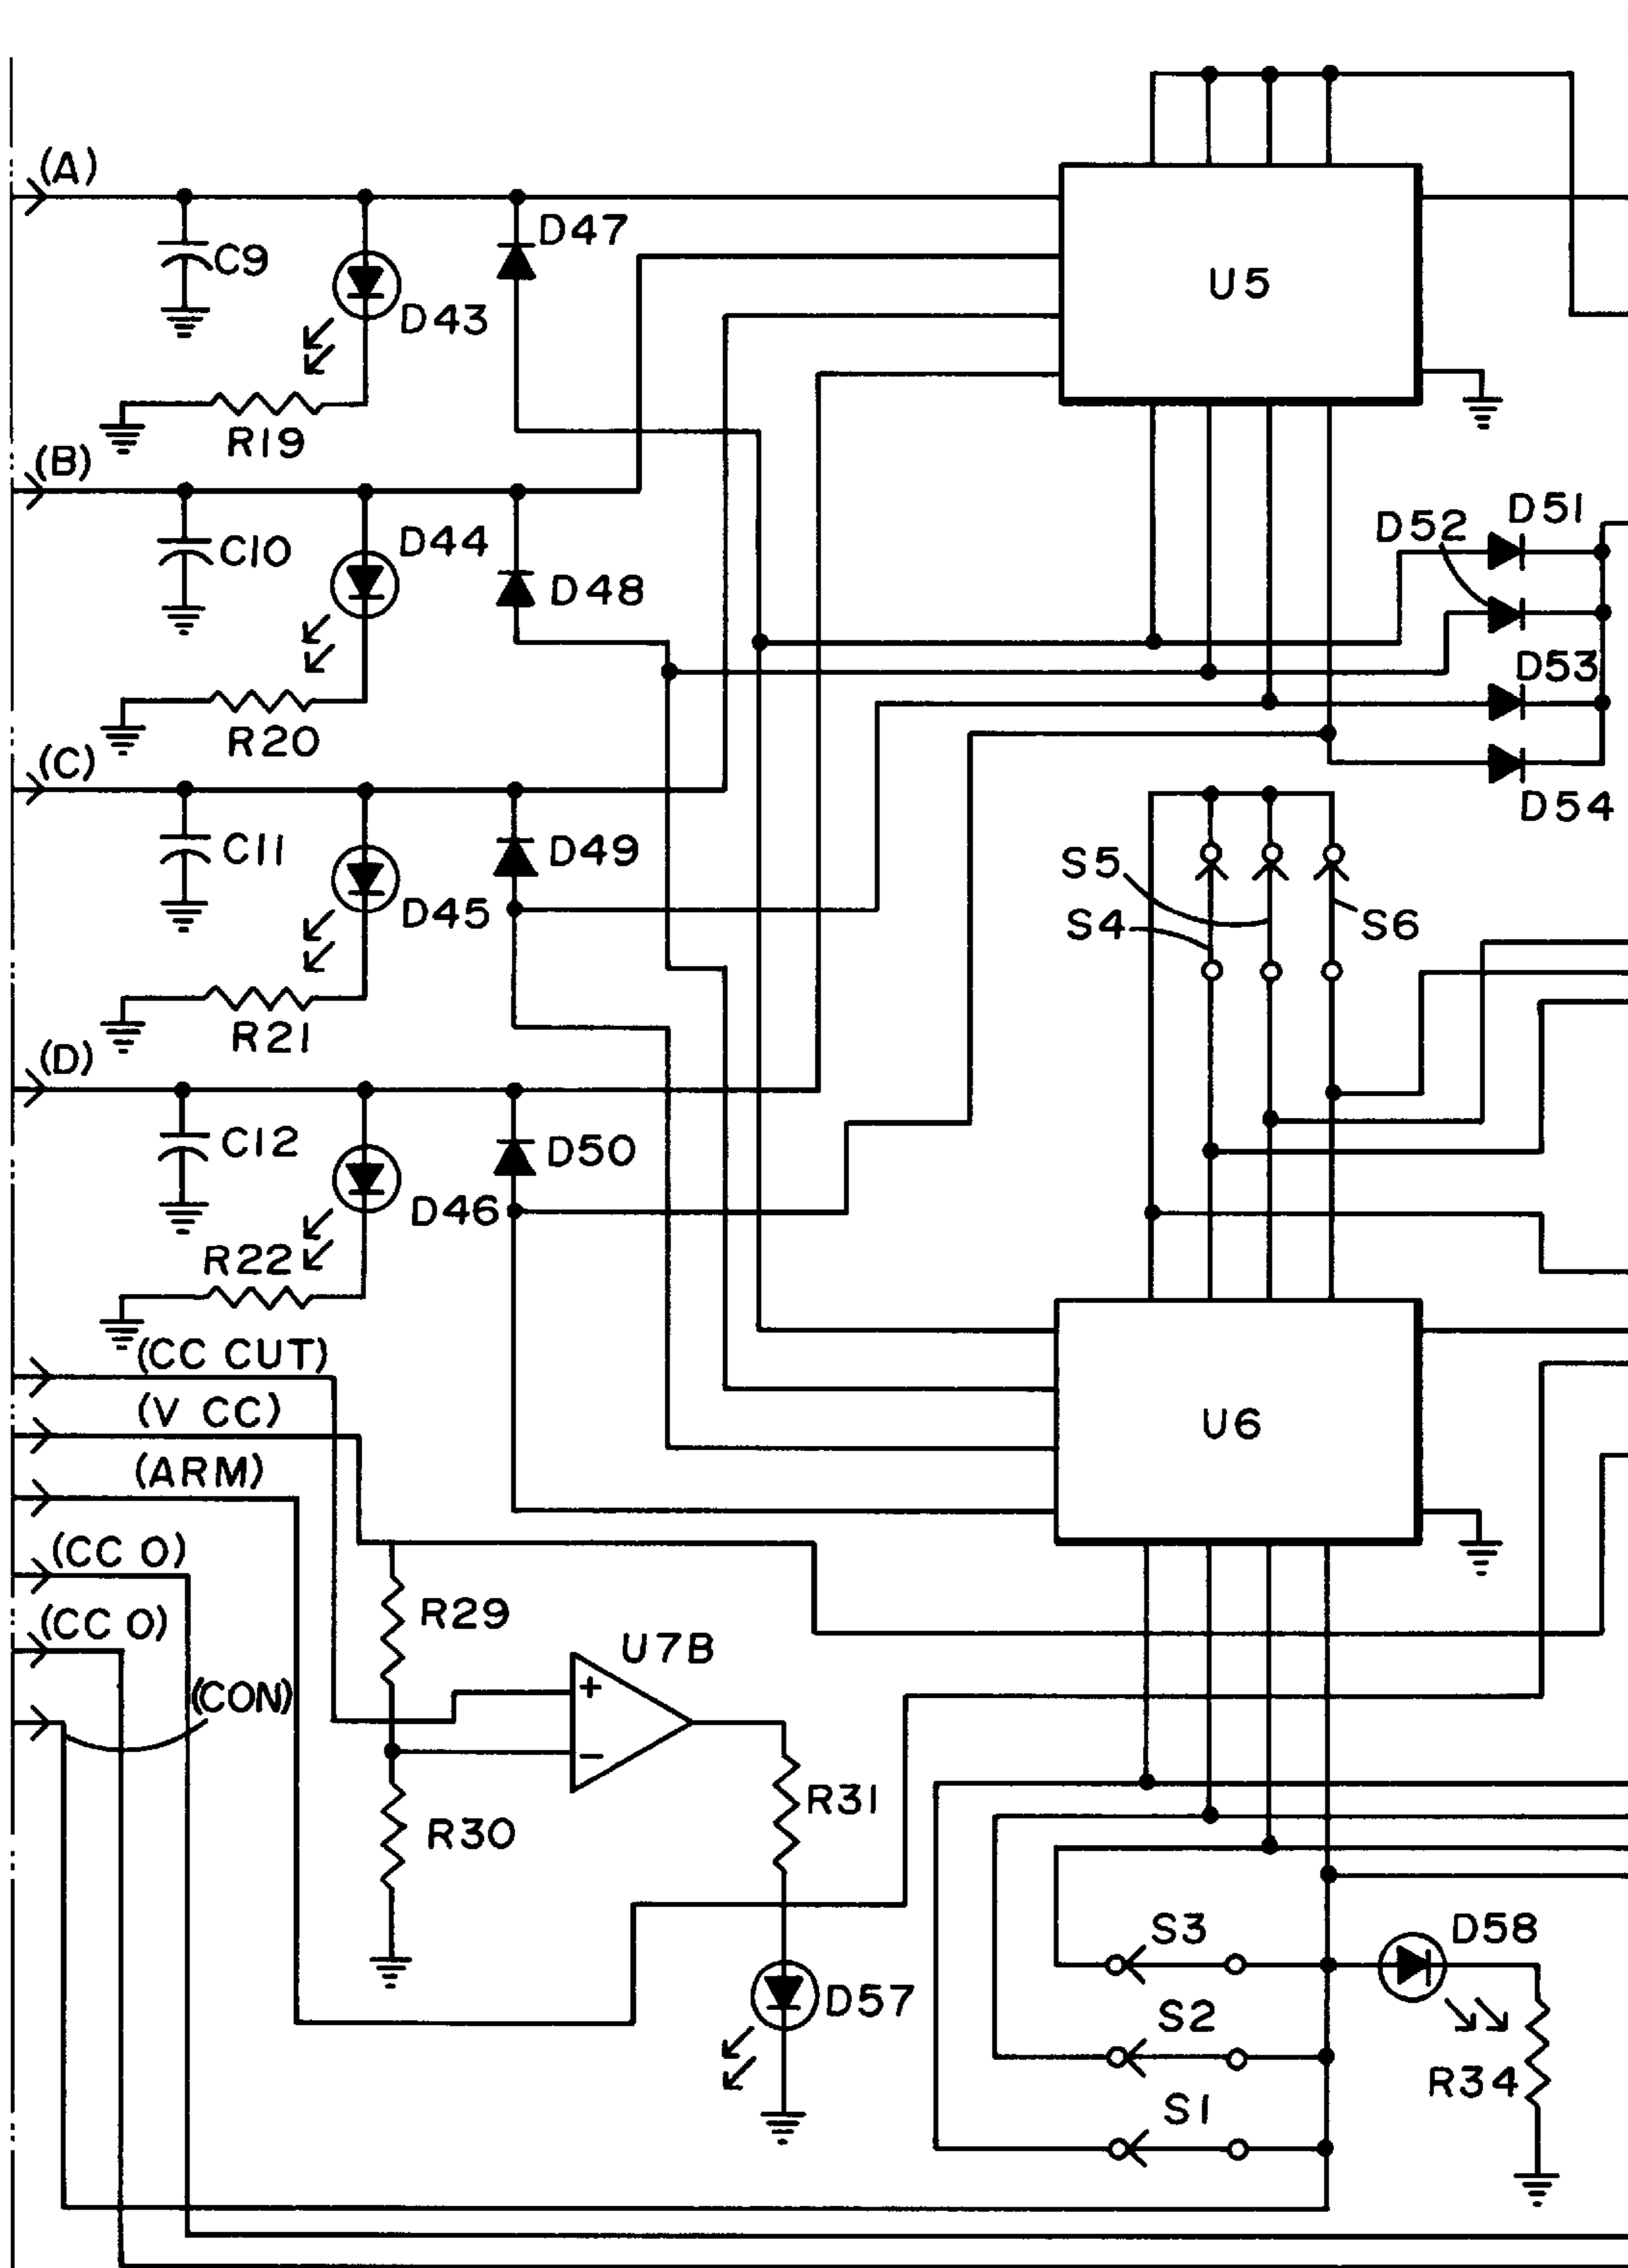 (A)
D47
C9
U5
D43
R19
(B)
D51
D52
D44
C10
D48
D53
R20
(C)
D54
C11
D49
S5
D45
S4
S6
R21
(D)
C12
D50
D46
R22
(CC CUT)
(V CC)
U6
(ARM)
(CC O)
R29
(CC O)
U7B
(CON)
+
−
R31
R30
S3
D58
D57
S2
R34
S1